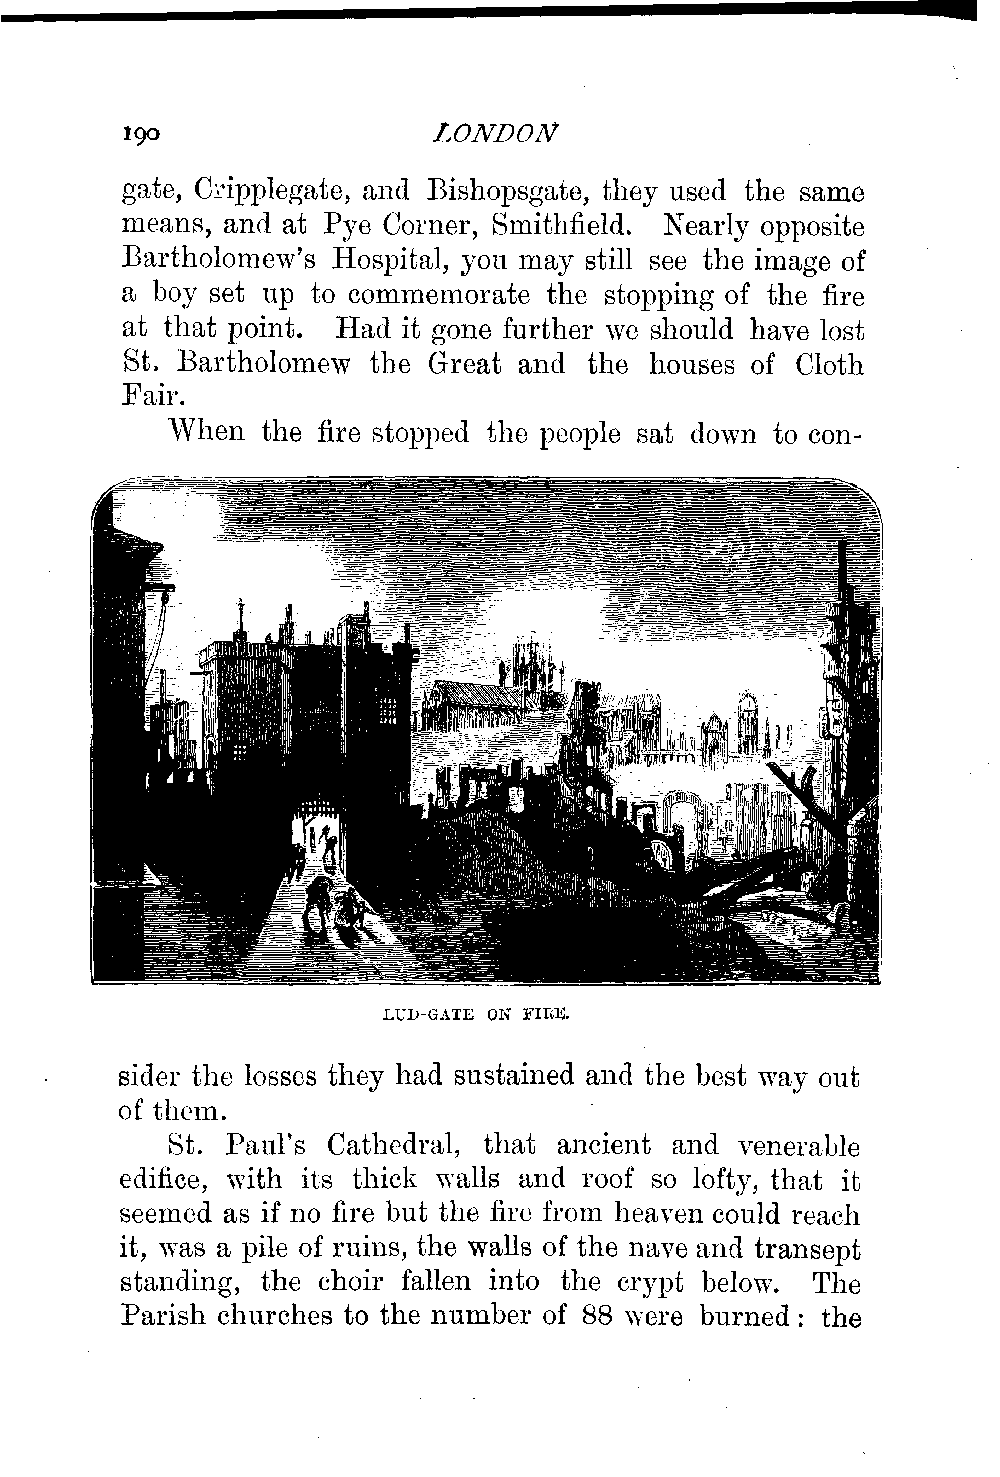 190 LONDON
gate, Cripplegate, and Bishopsgate, they used the same
means, and at Pye Corner, Smithfield. Nearly opposite
Bartholomew's Hospital, you may still see the image of
a boy set up to commemorate the stopping of the fire
at that point. Had it gone further we should have lost
St. Bartholomew the Great and the houses of Cloth
Fair.
When the fire stopped the people sat down to con-
LUD-GATE ON FIRE.
sider the losses they had sustained and the best way out
of them.
St. Paul's Cathedral, that ancient and venerable
edifice, with its thick walls and roof so lofty, that it
seemed as if no fire but the fire from heaven could reach
it, was a pile of ruins, the walls of the nave and transept
standing, the choir fallen into the crypt below. The
Parish churches to the number of 88 were burned: the